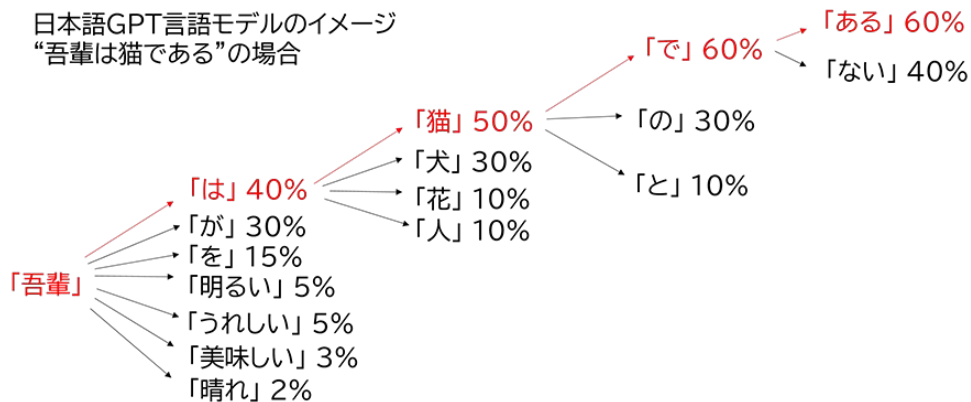 日本語GPT言語モデルのイメージ
“吾輩は猫である”の場合
「吾輩」
「は」 40%
「が」 30%
「を」 15%
「明るい」 5%
「うれしい」 5%
「美味しい」 3%
「晴れ」 2%
「猫」 50%
「犬」 30%
「花」 10%
「人」 10%
「で」 60%
「の」 30%
「と」 10%
「ある」 60%
「ない」 40%